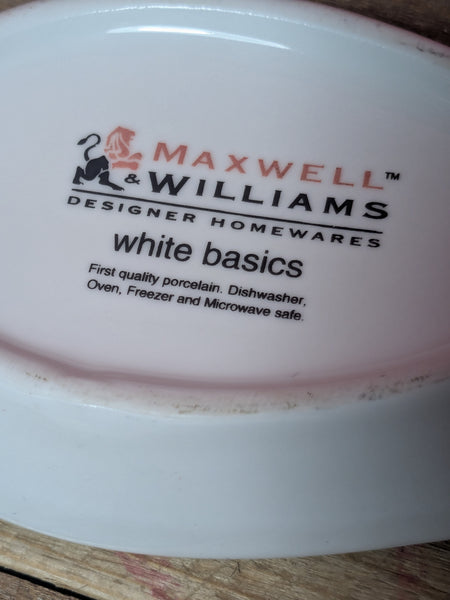 MAXWELL™
& WILLIAMS
DESIGNER HOMEWARES
white basics
First quality porcelain. Dishwasher,
Oven, Freezer and Microwave safe.